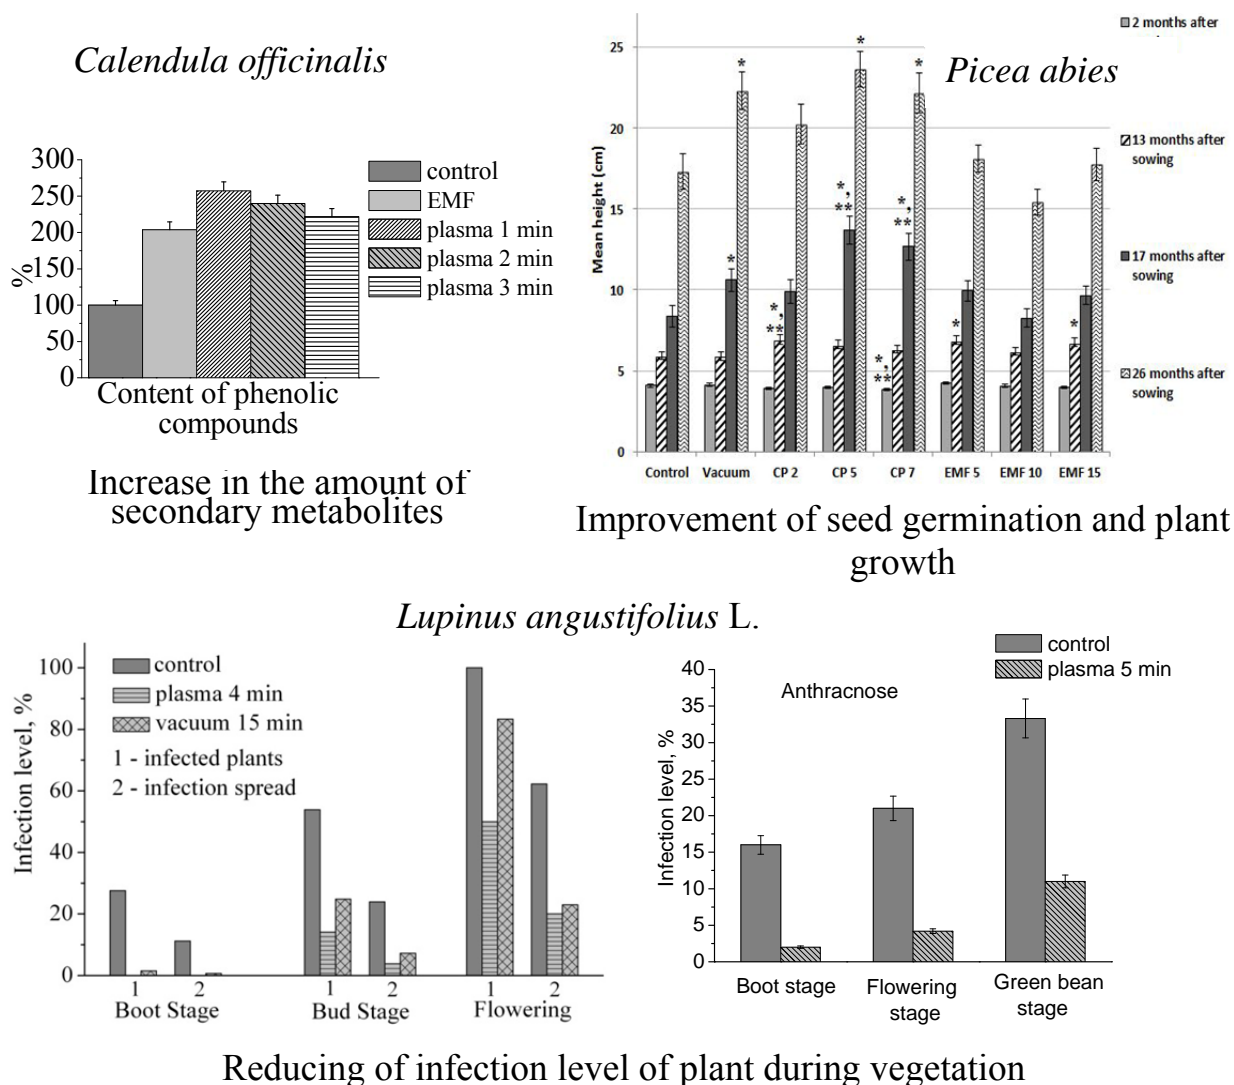 Calendula officinalis
300
250
200
150
100
50
0
%
control
EMF
plasma 1 min
plasma 2 min
plasma 3 min
Content of phenolic
compounds
Increase in the amount of
secondary metabolites
Picea abies
25
20
15
10
5
0
Mean height (cm)
*
*
*
*
*,
**
*,
**
*,
**
*,
**
*
*
Control
Vacuum
CP 2
CP 5
CP 7
EMF 5
EMF 10
EMF 15
2 months after
13 months after
sowing
17 months after
sowing
26 months after
sowing
Improvement of seed germination and plant
growth
Lupinus angustifolius L.
100
80
60
40
20
0
Infection level, %
control
plasma 4 min
vacuum 15 min
1 - infected plants
2 - infection spread
1 2 1 2 1 2
Boot Stage
Bud Stage
Flowering
40
35
30
25
20
15
10
5
0
Infection level, %
Anthracnose
control
plasma 5 min
Boot stage
Flowering
stage
Green bean
stage
Reducing of infection level of plant during vegetation